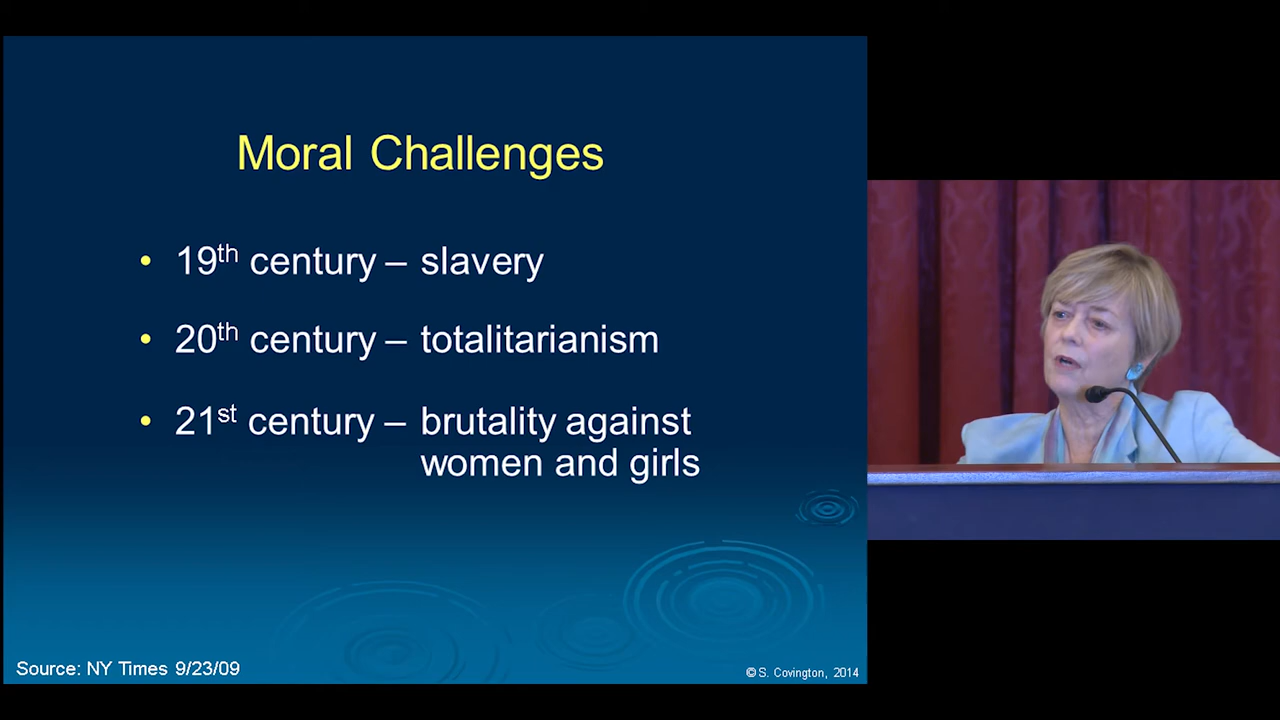 Moral Challenges
• 19th century – slavery
• 20th century – totalitarianism
• 21st century – brutality against
women and girls
Source: NY Times 9/23/09
© S. Covington, 2014